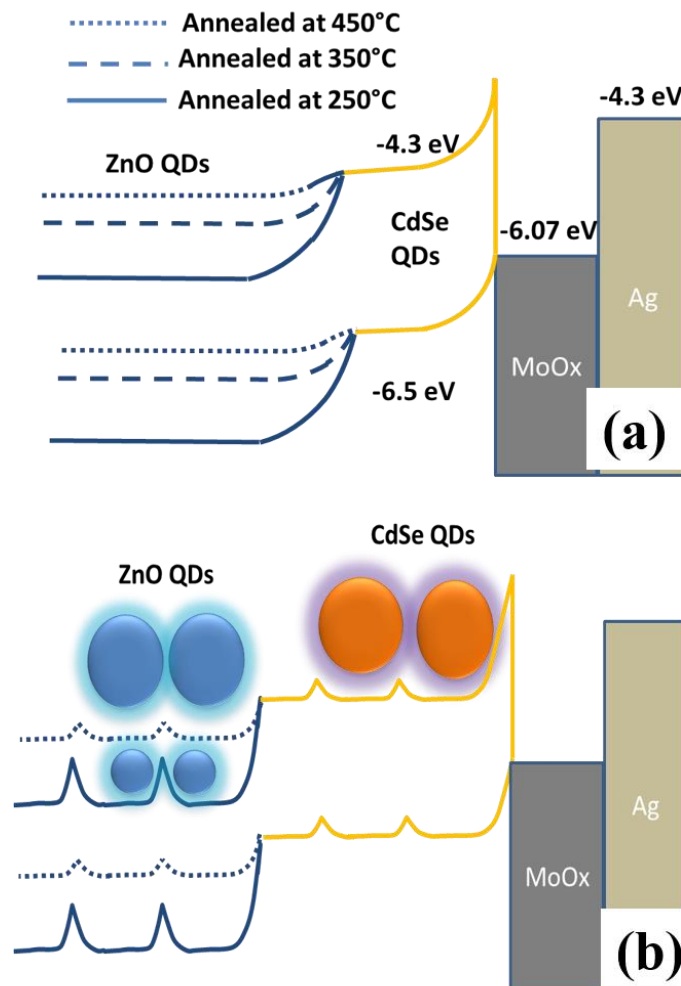 Annealed at 450°C
Annealed at 350°C
Annealed at 250°C
-4.3 eV
-4.3 eV
ZnO QDs
CdSe
QDs
-6.07 eV
Ag
MoOx
-6.5 eV
(a)
CdSe QDs
ZnO QDs
Ag
MoOx
(b)